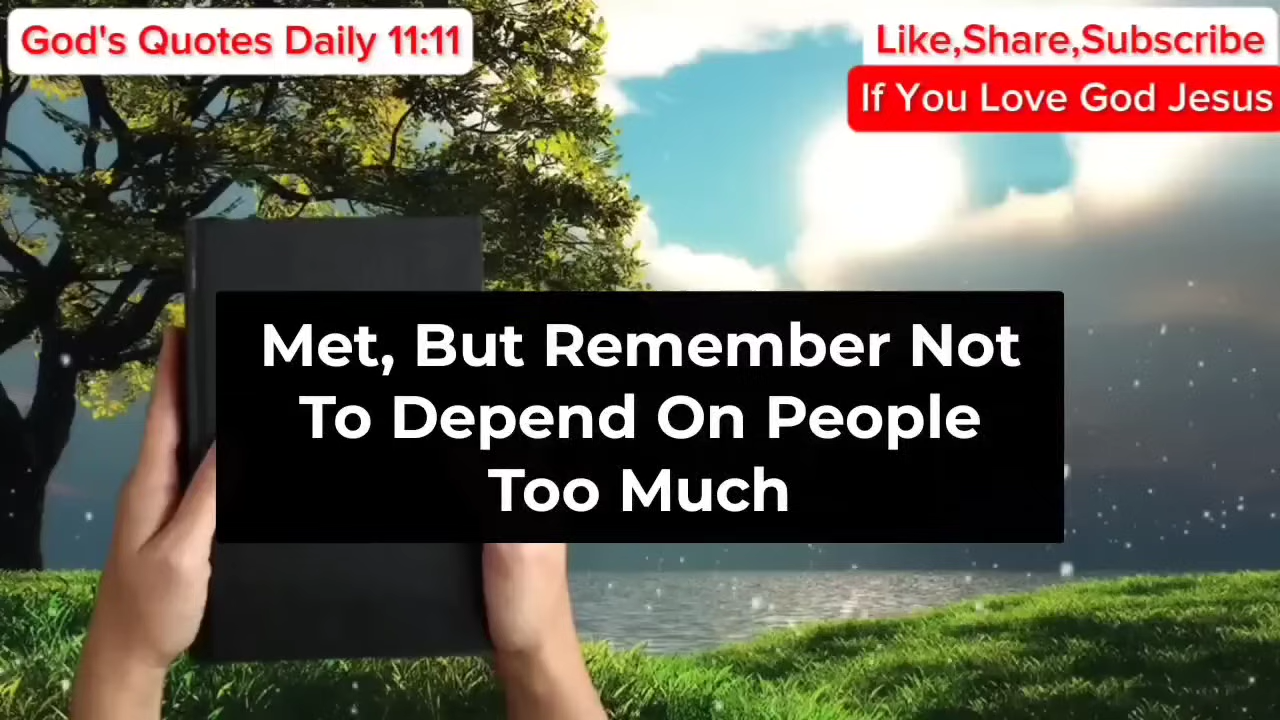 God's Quotes Daily 11:11
Like,Share,Subscribe
If You Love God Jesus
Met, But Remember Not
To Depend On People
Too Much